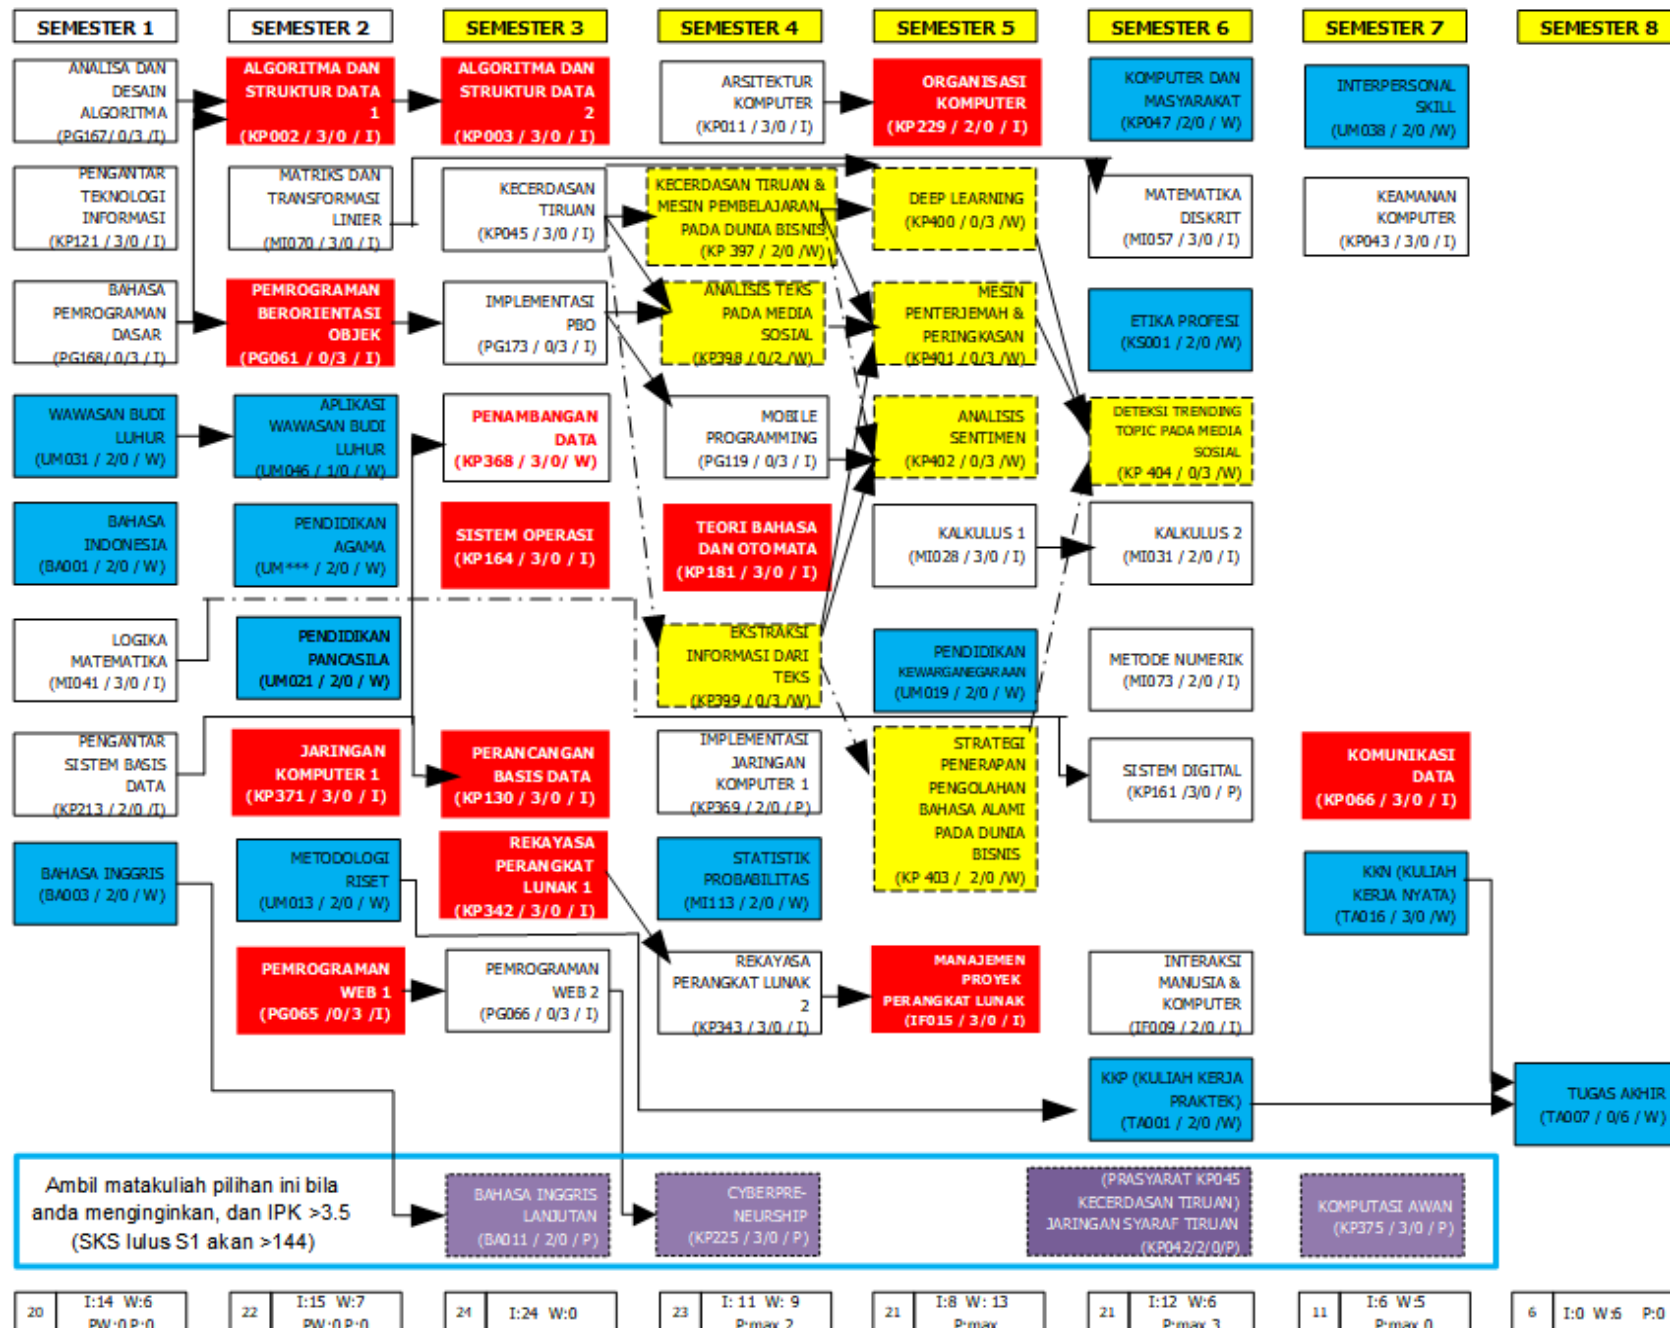 SEMESTER 1
SEMESTER 2
SEMESTER 3
SEMESTER 4
SEMESTER 5
SEMESTER 6
SEMESTER 7
SEMESTER 8
ANALISA DAN
DESAIN
ALGORITMA
(PG167/ 0/3 /I)
ALGORITMA DAN
STRUKTUR DATA
1
(KP002 / 3/0 / I)
ALGORITMA DAN
STRUKTUR DATA
2
(KP003 / 3/0 / I)
ARSITEKTUR
KOMPUTER
(KP011 / 3/0 / I)
ORGANISASI
KOMPUTER
(KP229 / 2/0 / I)
KOMPUTER DAN
MASYARAKAT
(KP047 /2/0 / W)
INTERPERSONAL
SKILL
(UM038 / 2/0 /W)
PENGANTAR
TEKNOLOGI
INFORMASI
(KP121 / 3/0 / I)
MATRIKS DAN
TRANSFORMASI
LINIER
(MI070 / 3/0 / I)
KECERDASAN
TIRUAN
(KP045 / 3/0 / I)
KECERDASAN TIRUAN &
MESIN PEMBELAJARAN
PADA DUNIA BISNIS
(KP 397 / 2/0 /W)
DEEP LEARNING
(KP400 / 0/3 /W)
MATEMATIKA
DISKRIT
(MI057 / 3/0 / I)
KEAMANAN
KOMPUTER
(KP043 / 3/0 / I)
BAHASA
PEMROGRAMAN
DASAR
(PG168/ 0/3 / I)
PEMROGRAMAN
BERORIENTASI
OBJEK
(PG061 / 0/3 / I)
IMPLEMENTASI
PBO
(PG173 / 0/3 / I)
ANALISIS TEKS
PADA MEDIA
SOSIAL
(KP398 / 0/2 /W)
MESIN
PENTERJEMAH &
PERINGKASAN
(KP401 / 0/3 /W)
ETIKA PROFESI
(KS001 / 2/0 /W)
WAWASAN BUDI
LUHUR
(UM031 / 2/0 / W)
APLIKASI
WAWASAN BUDI
LUHUR
(UM046 / 1/0 / W)
PENAMBANGAN
DATA
(KP368 / 3/0/ W)
MOBILE
PROGRAMMING
(PG119 / 0/3 / I)
ANALISIS
SENTIMEN
(KP402 / 0/3 /W)
DETEKSI TRENDING
TOPIC PADA MEDIA
SOSIAL
(KP 404 / 0/3 /W)
BAHASA
INDONESIA
(BA001 / 2/0 / W)
PENDIDIKAN
AGAMA
(UM*** / 2/0 / W)
SISTEM OPERASI
(KP164 / 3/0 / I)
TEORI BAHASA
DAN OTOMATA
(KP181 / 3/0 / I)
KALKULUS 1
(MI028 / 3/0 / I)
KALKULUS 2
(MI031 / 2/0 / I)
LOGIKA
MATEMATIKA
(MI041 / 3/0 / I)
PENDIDIKAN
PANCASILA
(UM021 / 2/0 / W)
EKSTRAKSI
INFORMASI DARI
TEKS
(KP399 / 0/3 /W)
PENDIDIKAN
KEWARGANEGARAAN
(UM019 / 2/0 / W)
METODE NUMERIK
(MI073 / 2/0 / I)
PENGANTAR
SISTEM BASIS
DATA
(KP213 / 2/0 /I)
JARINGAN
KOMPUTER 1
(KP371 / 3/0 / I)
PERANCANGAN
BASIS DATA
(KP130 / 3/0 / I)
IMPLEMENTASI
JARINGAN
KOMPUTER 1
(KP369 / 2/0 / P)
STRATEGI
PENERAPAN
PENGOLAHAN
BAHASA ALAMI
PADA DUNIA
BISNIS
(KP 403 / 2/0 /W)
SISTEM DIGITAL
(KP161 /3/0 / P)
KOMUNIKASI
DATA
(KP066 / 3/0 / I)
BAHASA INGGRIS
(BA003 / 2/0 / W)
METODOLOGI
RISET
(UM013 / 2/0 / W)
REKAYASA
PERANGKAT
LUNAK 1
(KP342 / 3/0 / I)
STATISTIK
PROBABILITAS
(MI113 / 2/0 / W)
KKN (KULIAH
KERJA NYATA)
(TA016 / 3/0 /W)
PEMROGRAMAN
WEB 1
(PG065 /0/3 /I)
PEMROGRAMAN
WEB 2
(PG066 / 0/3 / I)
REKAYASA
PERANGKAT LUNAK
2
(KP343 / 3/0 / I)
MANAJEMEN
PROYEK
PERANGKAT LUNAK
(IF015 / 3/0 / I)
INTERAKSI
MANUSIA &
KOMPUTER
(IF009 / 2/0 / I)
KKP (KULIAH KERJA
PRAKTEK)
(TA001 / 2/0 /W)
TUGAS AKHIR
(TA007 / 0/6 / W)
Ambil matakuliah pilihan ini bila
anda menginginkan, dan IPK >3.5
(SKS lulus S1 akan >144)
BAHASA INGGRIS
LANJUTAN
(BA011 / 2/0 / P)
CYBERPRE-
NEURSHIP
(KP225 / 3/0 / P)
(PRASYARAT KP045
KECERDASAN TIRUAN)
JARINGAN SYARAF TIRUAN
(KP042/2/0/P)
KOMPUTASI AWAN
(KP375 / 3/0 / P)
20
I:14 W:6
PW:0 P:0
22
I:15 W:7
PW:0 P:0
24
I:24 W:0
23
I: 11 W: 9
P:max 2
21
I:8 W: 13
P:max
21
I:12 W:6
P:max 3
11
I:6 W:5
P:max 0
6
I:0 W:6 P:0